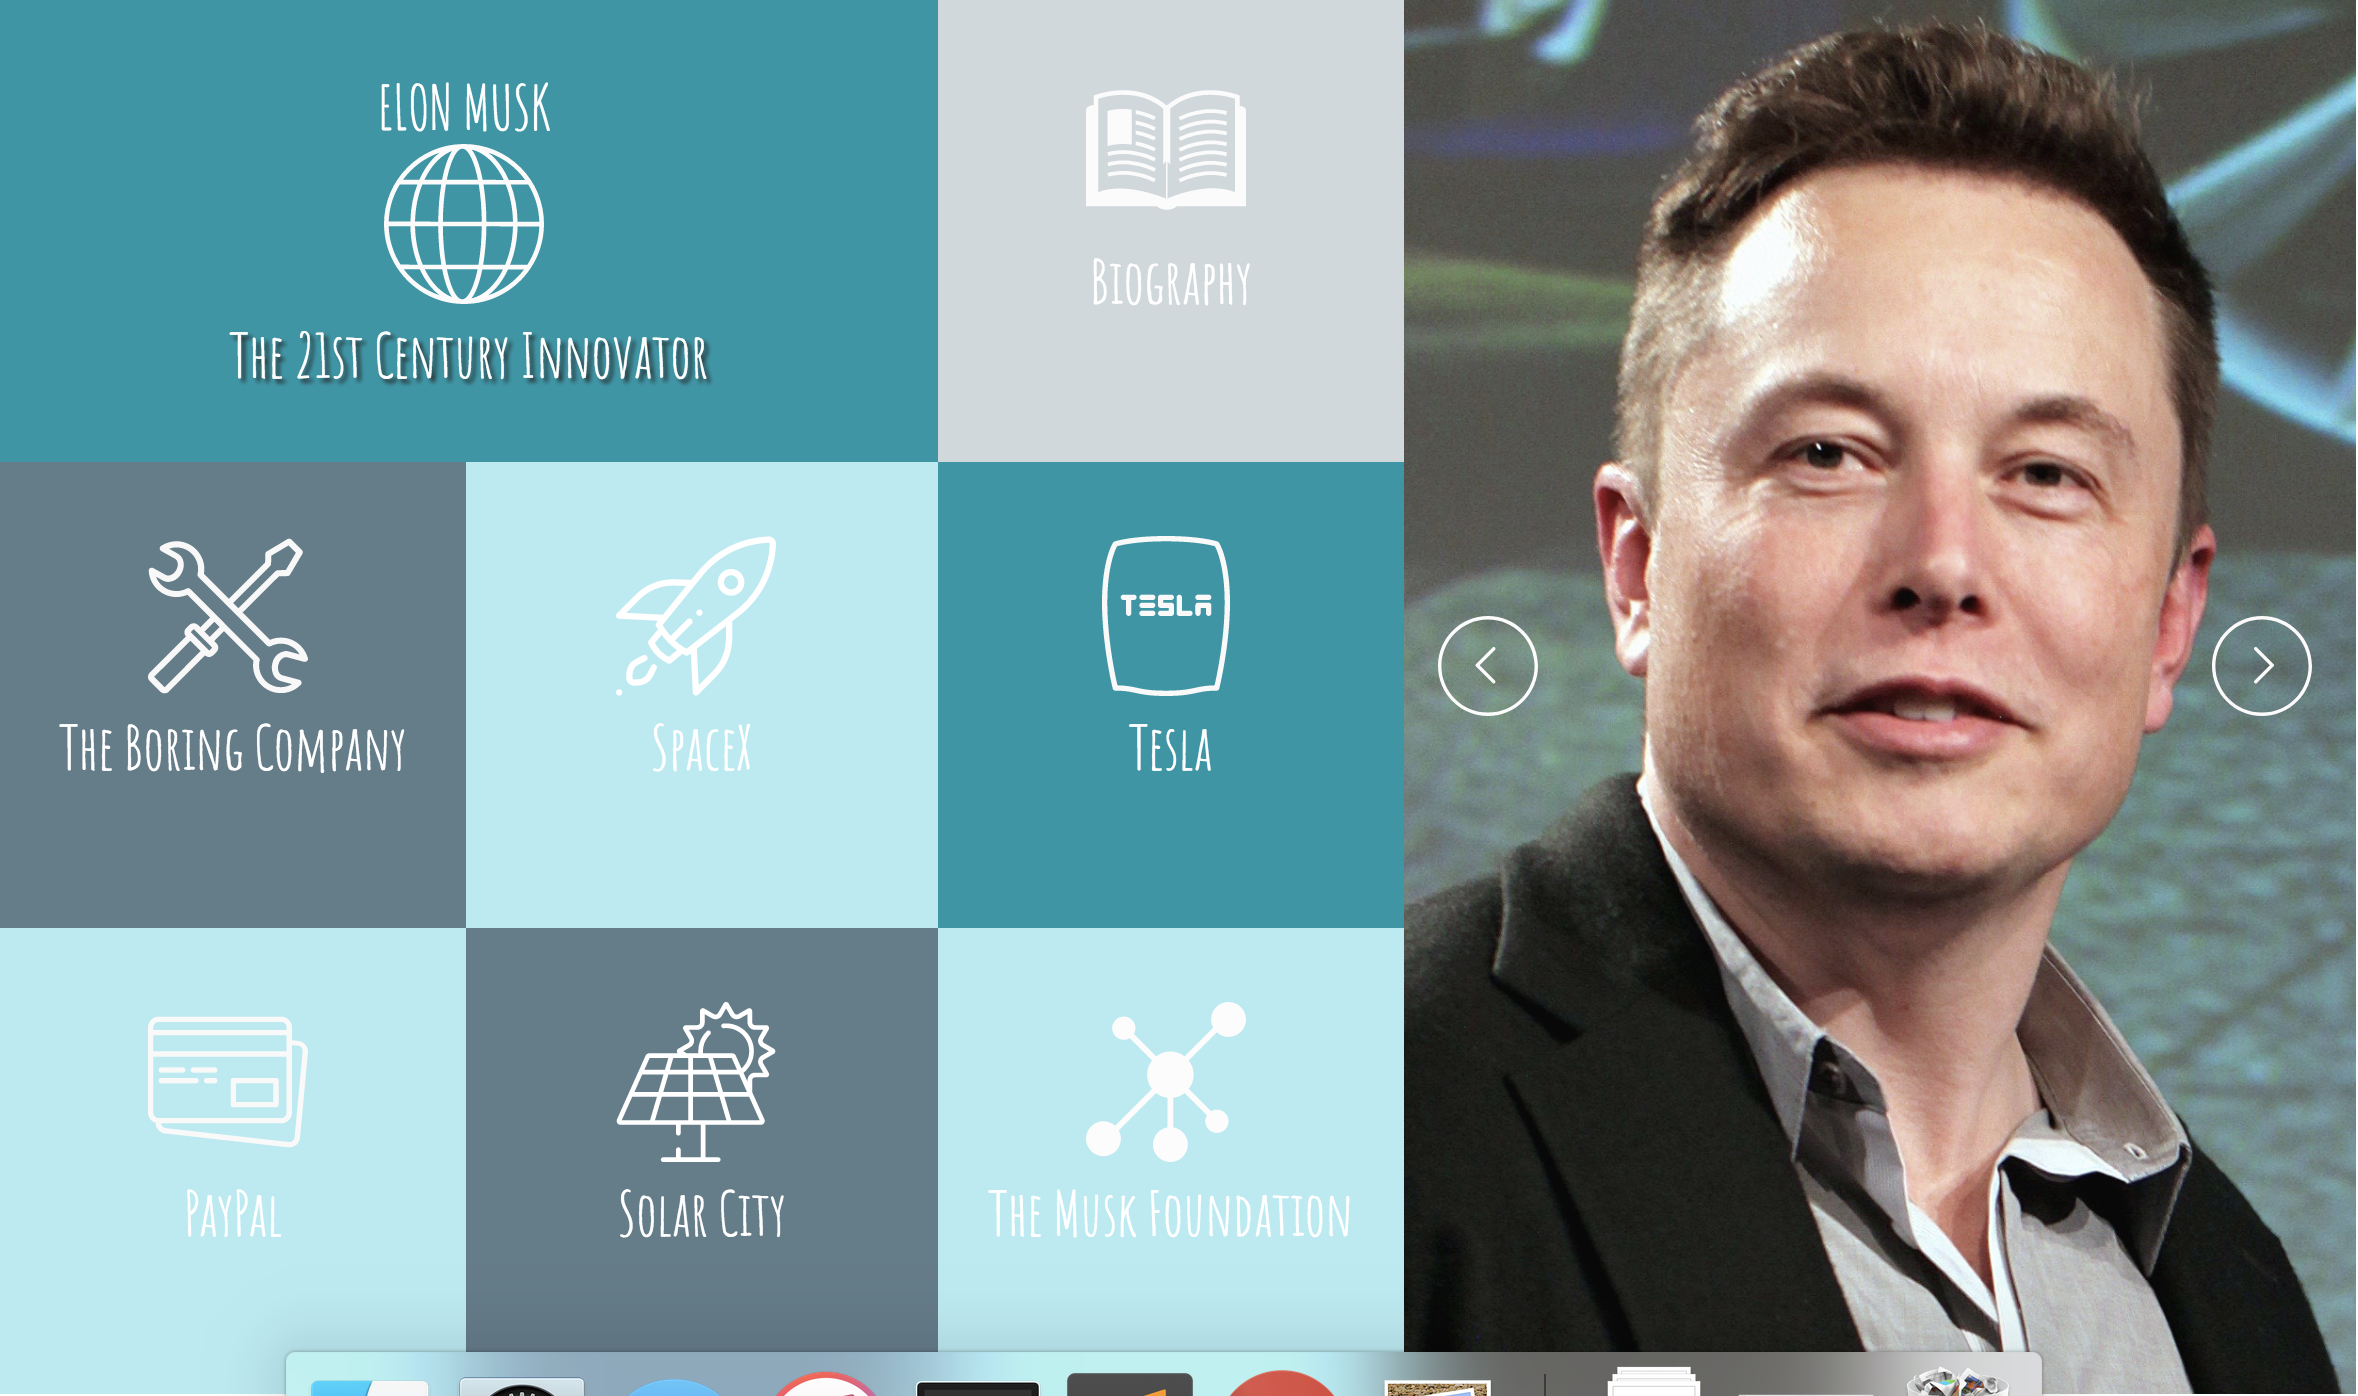 ELON MUSK
The 21st Century Innovator
Biography
TESLA
The Boring Company
SpaceX
Tesla
PayPal
Solar City
The Musk Foundation